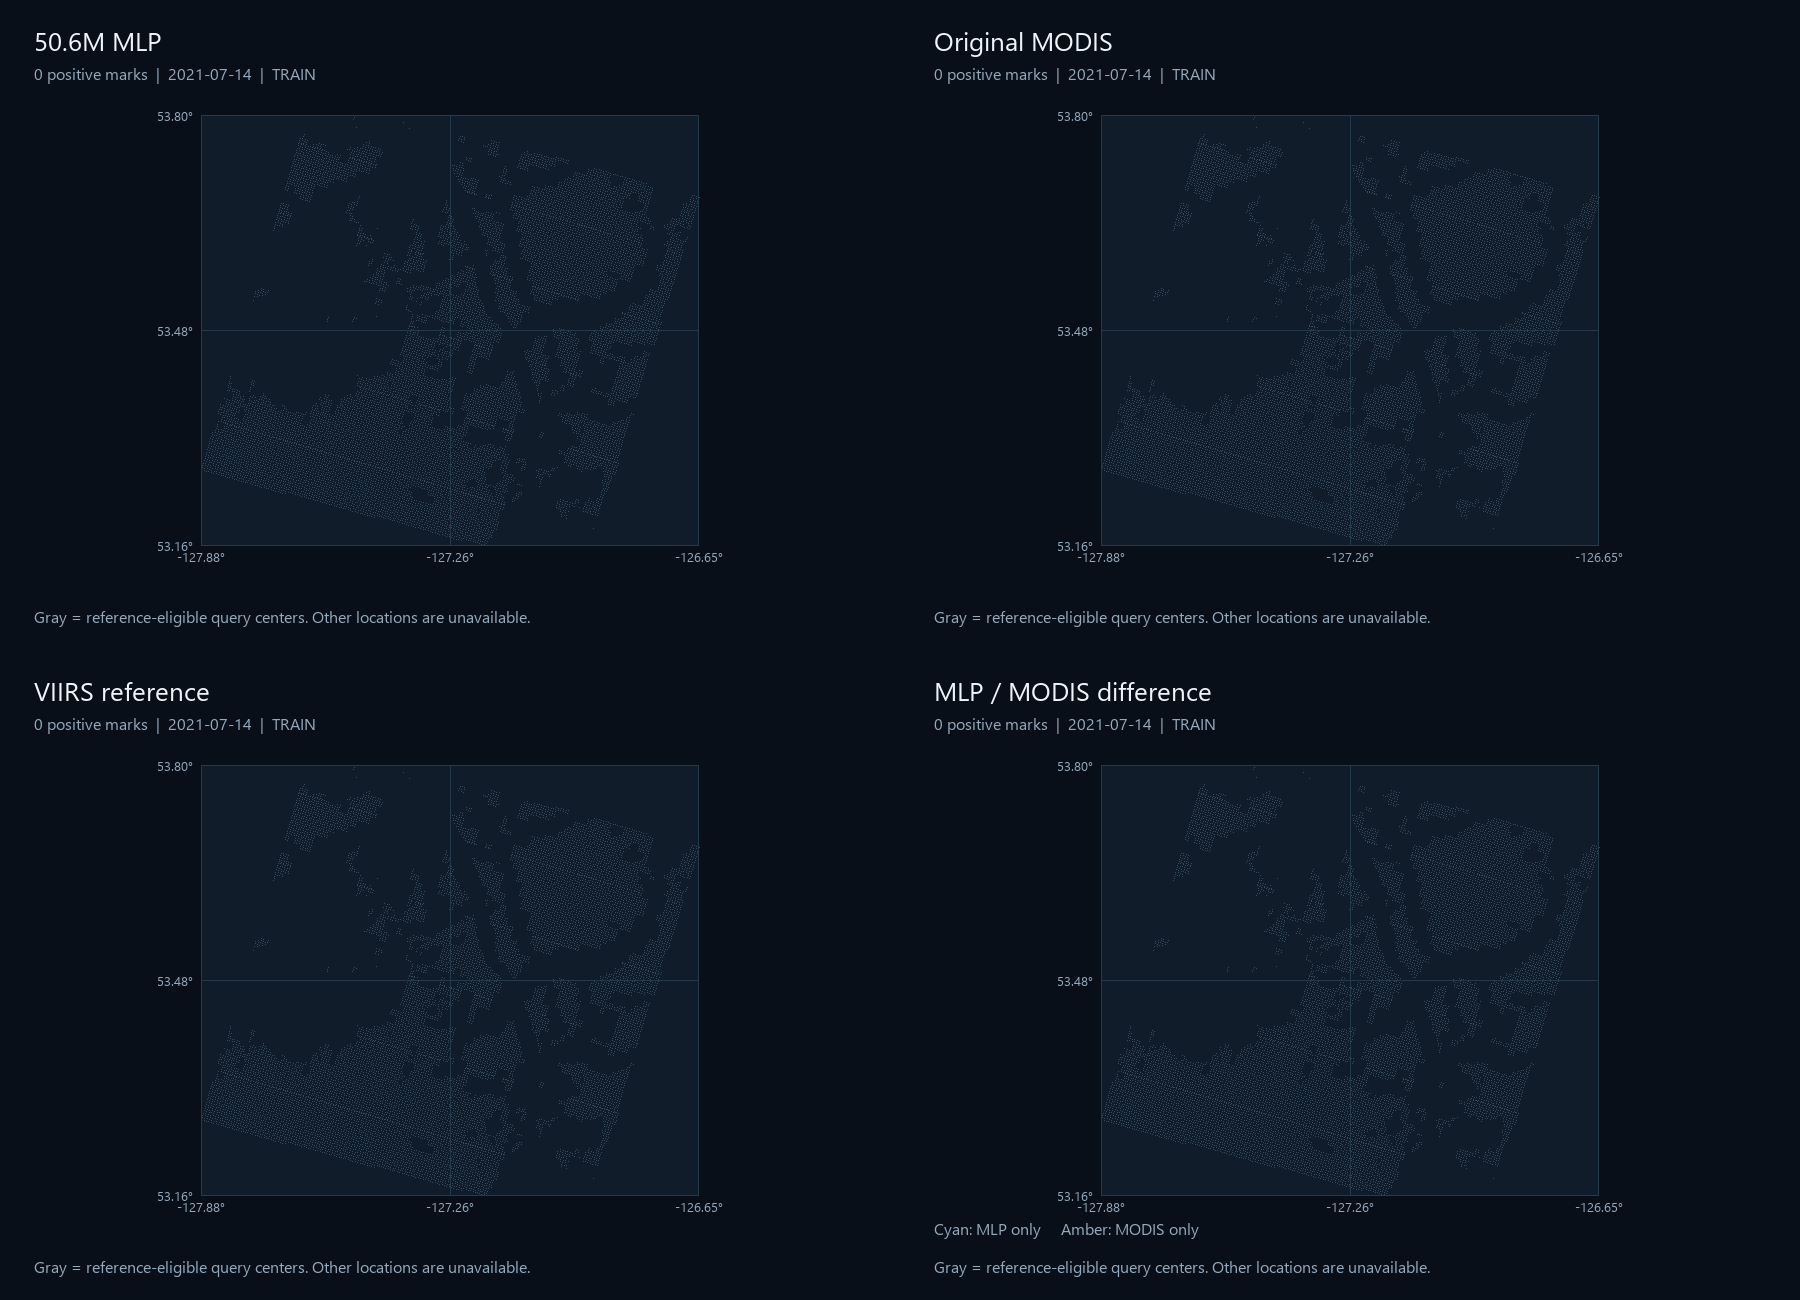 50.6M MLP
0 positive marks | 2021-07-14 | TRAIN
53.80°
53.48°
53.16°
-127.88°
-127.26°
-126.65°
Gray = reference-eligible query centers. Other locations are unavailable.
Original MODIS
0 positive marks | 2021-07-14 | TRAIN
53.80°
53.48°
53.16°
-127.88°
-127.26°
-126.65°
Gray = reference-eligible query centers. Other locations are unavailable.
VIIRS reference
0 positive marks | 2021-07-14 | TRAIN
53.80°
53.48°
53.16°
-127.88°
-127.26°
-126.65°
Gray = reference-eligible query centers. Other locations are unavailable.
MLP / MODIS difference
0 positive marks | 2021-07-14 | TRAIN
53.80°
53.48°
53.16°
-127.88°
-127.26°
-126.65°
Cyan: MLP only Amber: MODIS only
Gray = reference-eligible query centers. Other locations are unavailable.